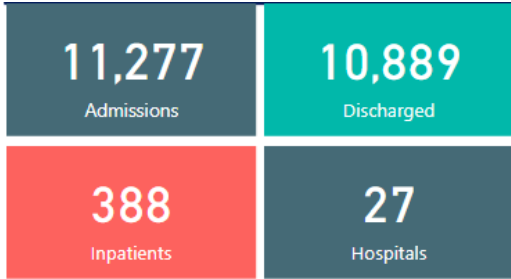 11,277
Admissions
10,889
Discharged
388
Inpatients
27
Hospitals